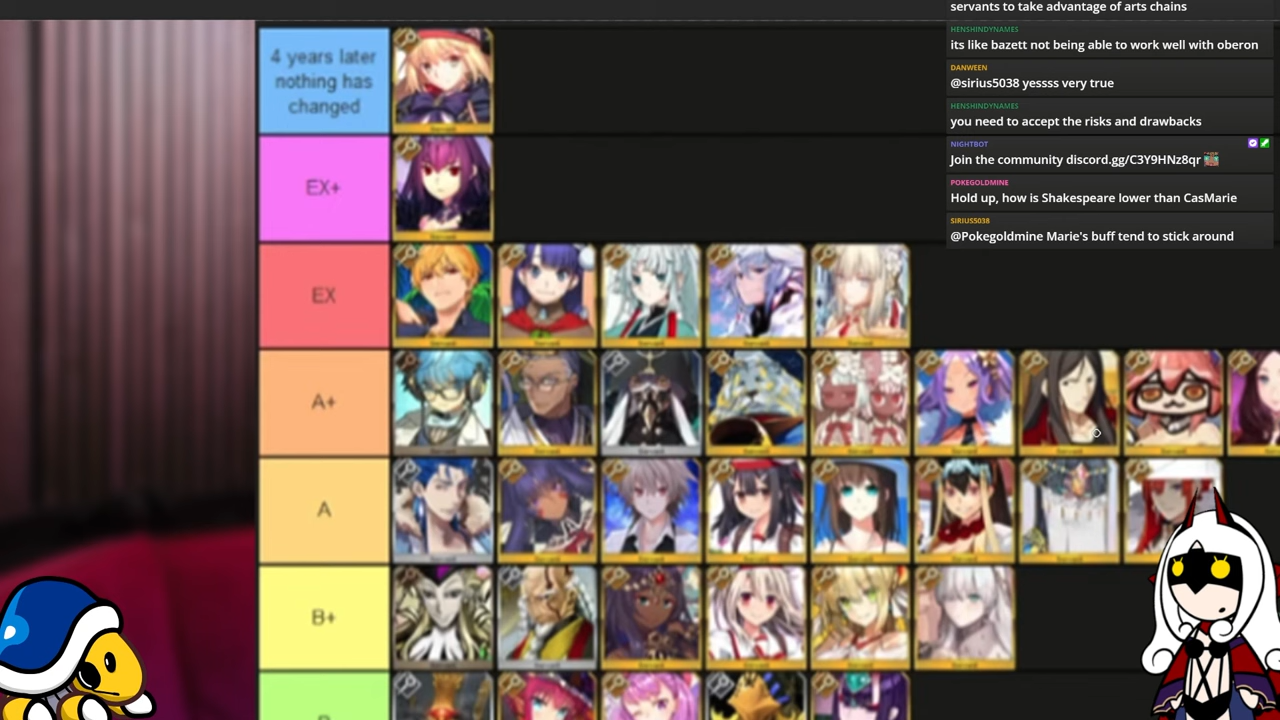 4 years later
nothing has
changed
EX+
EX
A+
A
B+
servants to take advantage of arts chains
HENSHINDYNAMES
its like bazett not being able to work well with oberon
DANWEEN
@sirius5038 yessss very true
HENSHINDYNAMES
you need to accept the risks and drawbacks
NIGHTBOT
Join the community discord.gg/C3Y9HNz8qr
POKEGOLDMINE
Hold up, how is Shakespeare lower than CasMarie
SIRIUS5038
@Pokegoldmine Marie's buff tend to stick around